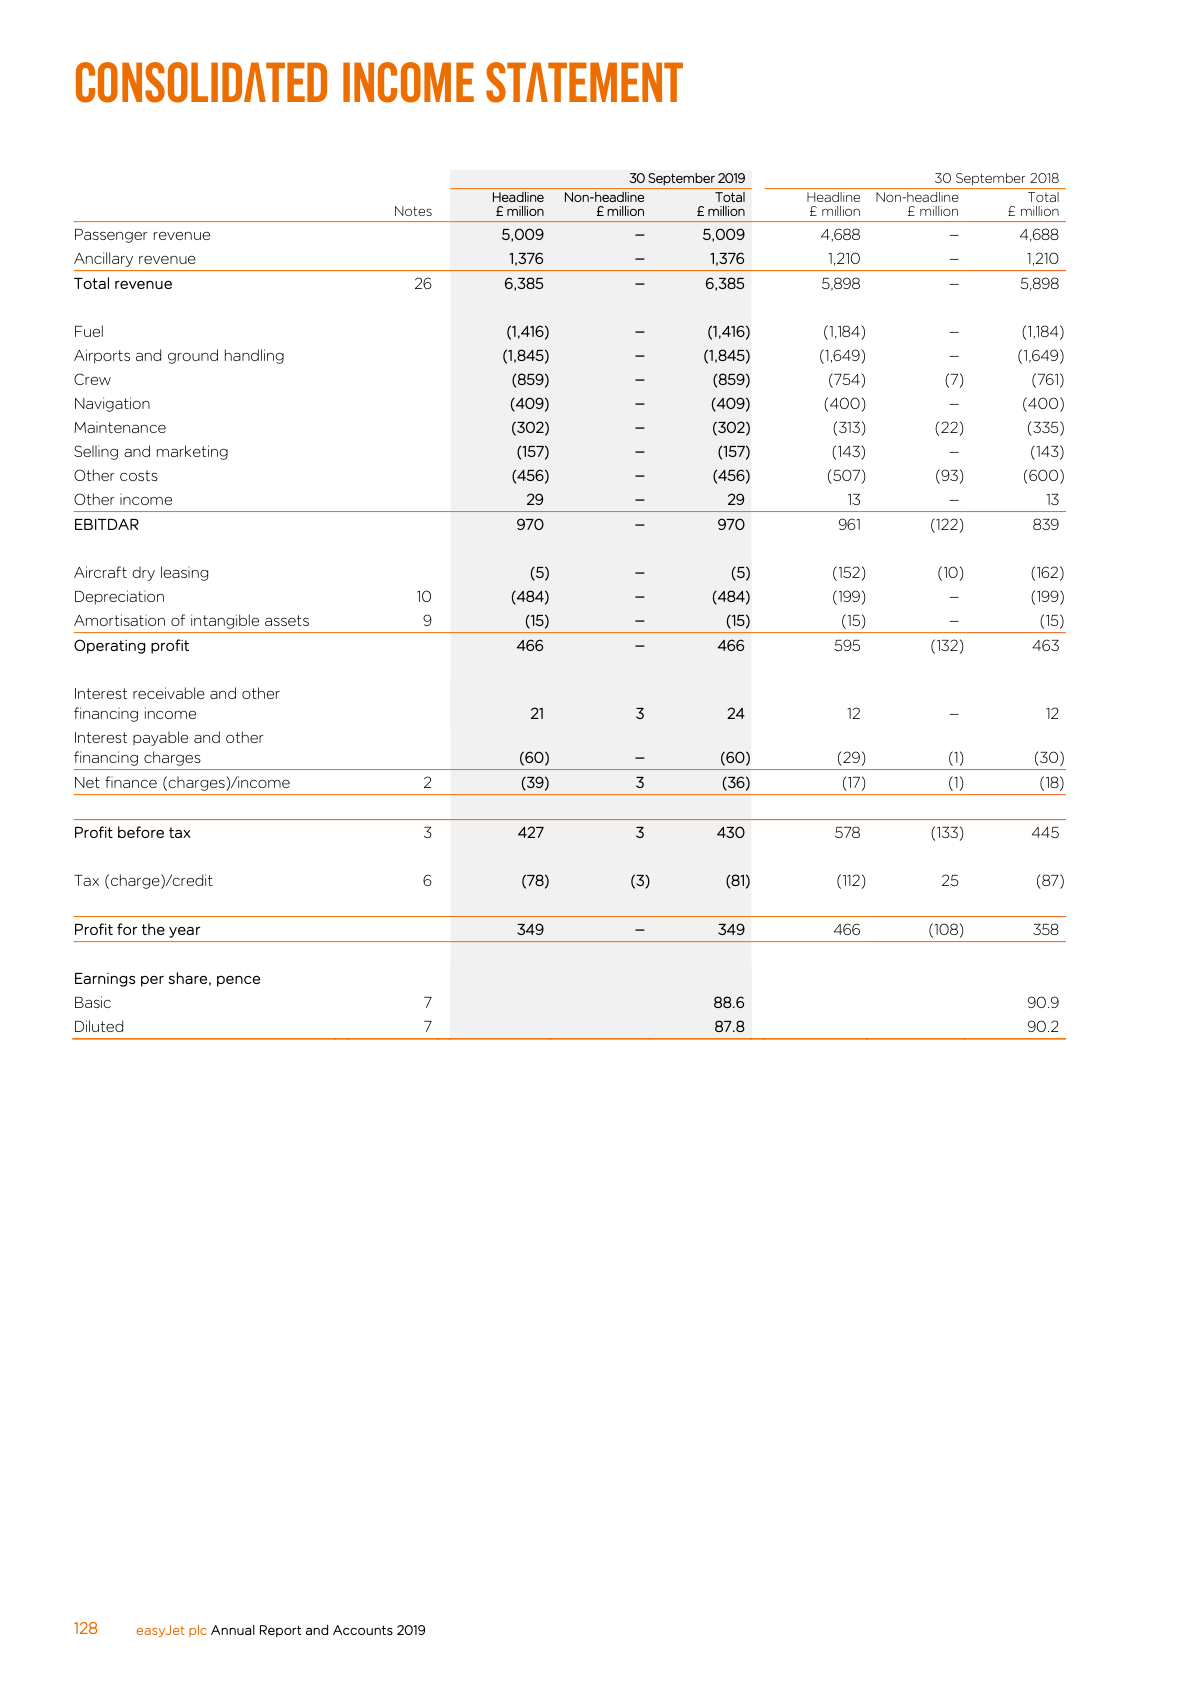 CONSOLIDATED INCOME STATEMENT
30 September 2019 30 September 2018
Notes Headline £ million Non-headline £ million Total £ million Headline £ million Non-headline £ million Total £ million
Passenger revenue 5,009 – 5,009 4,688 – 4,688
Ancillary revenue 1,376 – 1,376 1,210 – 1,210
Total revenue 26 6,385 – 6,385 5,898 – 5,898
Fuel (1,416) – (1,416) (1,184) – (1,184)
Airports and ground handling (1,845) – (1,845) (1,649) – (1,649)
Crew (859) – (859) (754) (7) (761)
Navigation (409) – (409) (400) – (400)
Maintenance (302) – (302) (313) (22) (335)
Selling and marketing (157) – (157) (143) – (143)
Other costs (456) – (456) (507) (93) (600)
Other income 29 – 29 13 – 13
EBITDAR 970 – 970 961 (122) 839
Aircraft dry leasing (5) – (5) (152) (10) (162)
Depreciation 10 (484) – (484) (199) – (199)
Amortisation of intangible assets 9 (15) – (15) (15) – (15)
Operating profit 466 – 466 595 (132) 463
Interest receivable and other
financing income 21 3 24 12 – 12
Interest payable and other
financing charges (60) – (60) (29) (1) (30)
Net finance (charges)/income 2 (39) 3 (36) (17) (1) (18)
Profit before tax 3 427 3 430 578 (133) 445
Tax (charge)/credit 6 (78) (3) (81) (112) 25 (87)
Profit for the year 349 – 349 466 (108) 358
Earnings per share, pence
Basic 7 88.6 90.9
Diluted 7 87.8 90.2
128 easyJet plc Annual Report and Accounts 2019